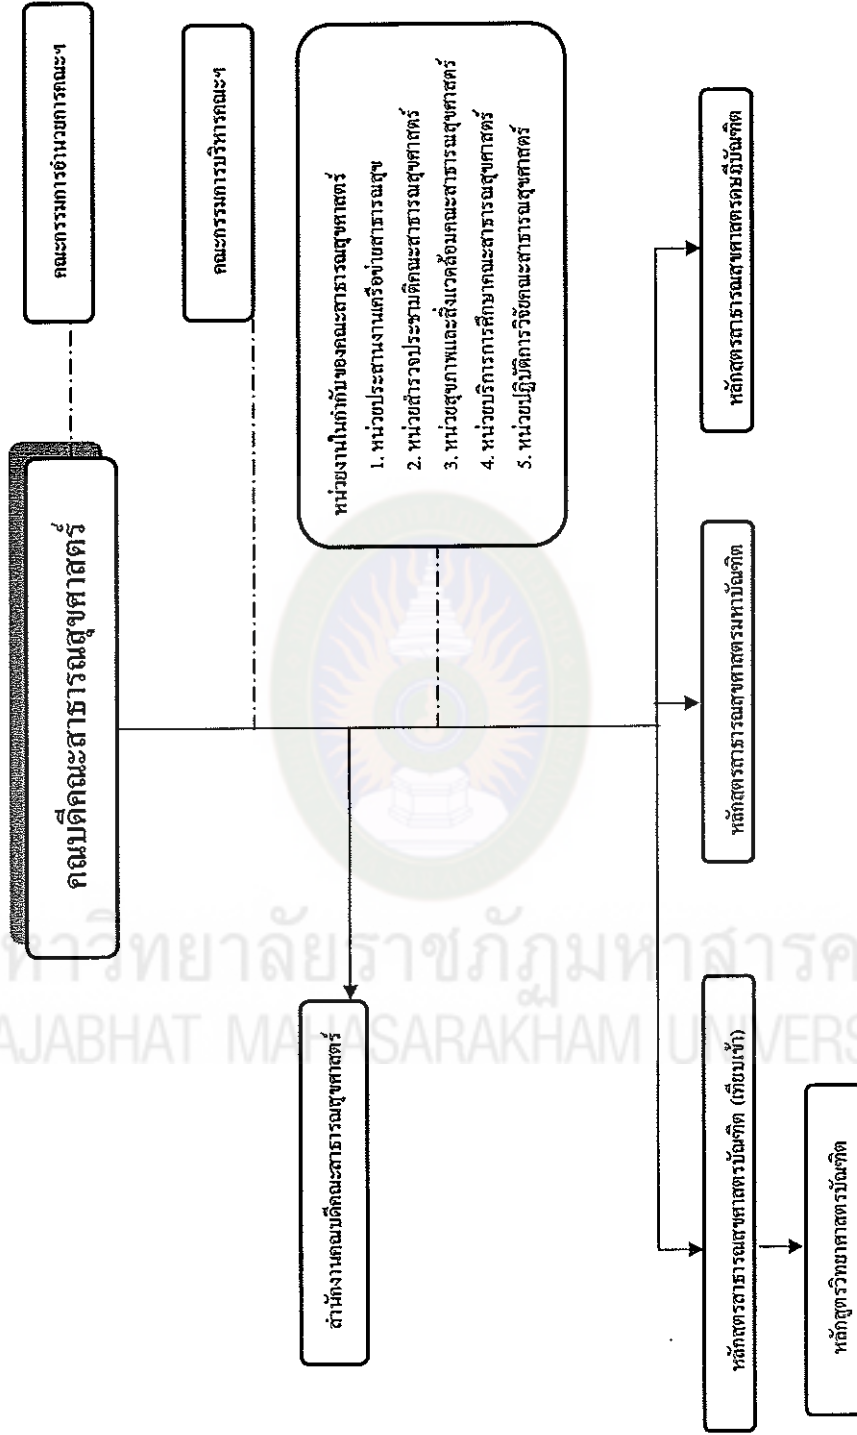 คณะกรรมการอำนวยการคณะฯ
คณบดีคณะสาธารณสุขศาสตร์
คณะกรรมการบริหารคณะฯ
หน่วยงานในกำกับของคณะสาธารณสุขศาสตร์
1. หน่วยประสานงานเครือข่ายสาธารณสุข
2. หน่วยสำรวจประชามติคณะสาธารณสุขศาสตร์
3. หน่วยสุขภาพและสิ่งแวดล้อมคณะสาธารณสุขศาสตร์
4. หน่วยบริการการศึกษาคณะสาธารณสุขศาสตร์
5. หน่วยปฏิบัติการวิจัยคณะสาธารณสุขศาสตร์
สำนักงานคณบดีคณะสาธารณสุขศาสตร์
หลักสูตรสาธารณสุขศาสตรบัณฑิต (เทียบเข้า)
หลักสูตรสาธารณสุขศาสตรมหาบัณฑิต
หลักสูตรสาธารณสุขศาสตรดุษฎีบัณฑิต
หลักสูตรวิทยาศาสตรบัณฑิต
หาวิทยาลัยราชภัฏมหาสารค
AJABHAT MAHASARAKHAM UNIVERS